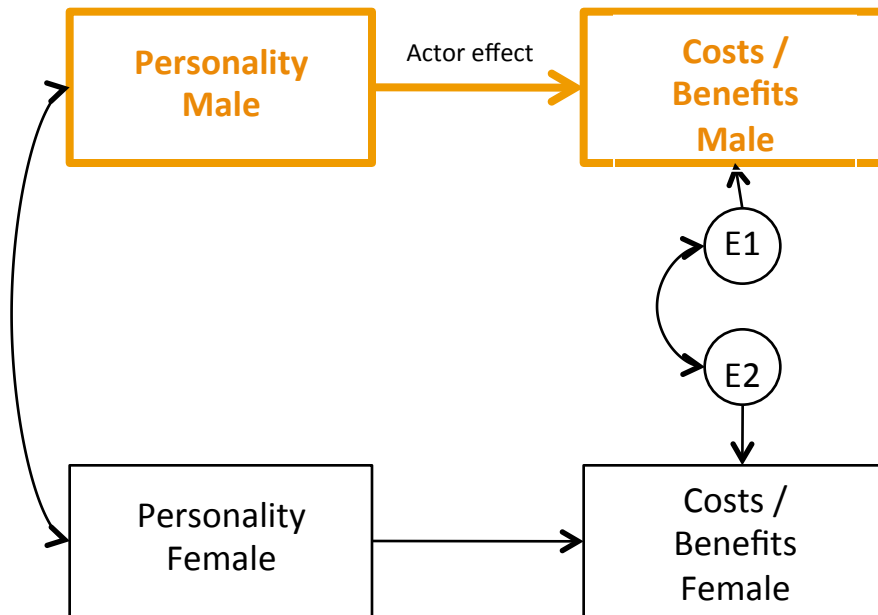 Personality
Male
Actor effect
Costs /
Benefits
Male
E1
E2
Personality
Female
Costs /
Benefits
Female